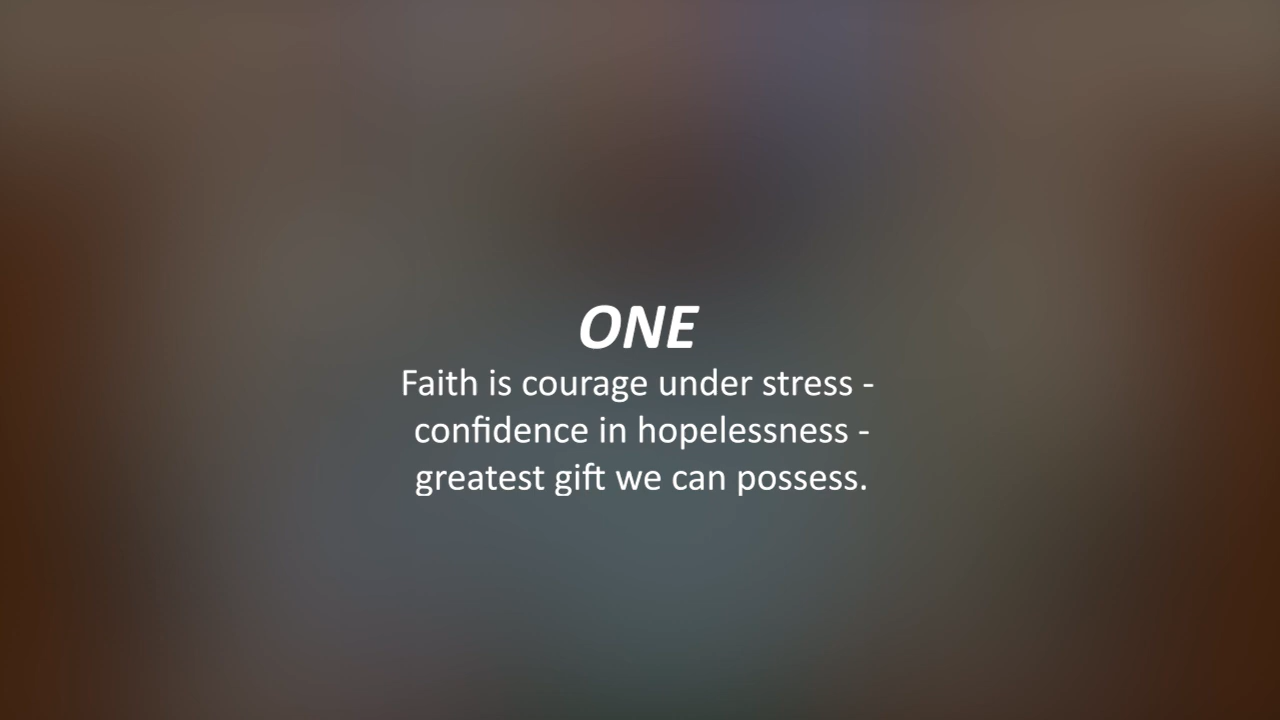 ONE
Faith is courage under stress -
confidence in hopelessness -
greatest gift we can possess.